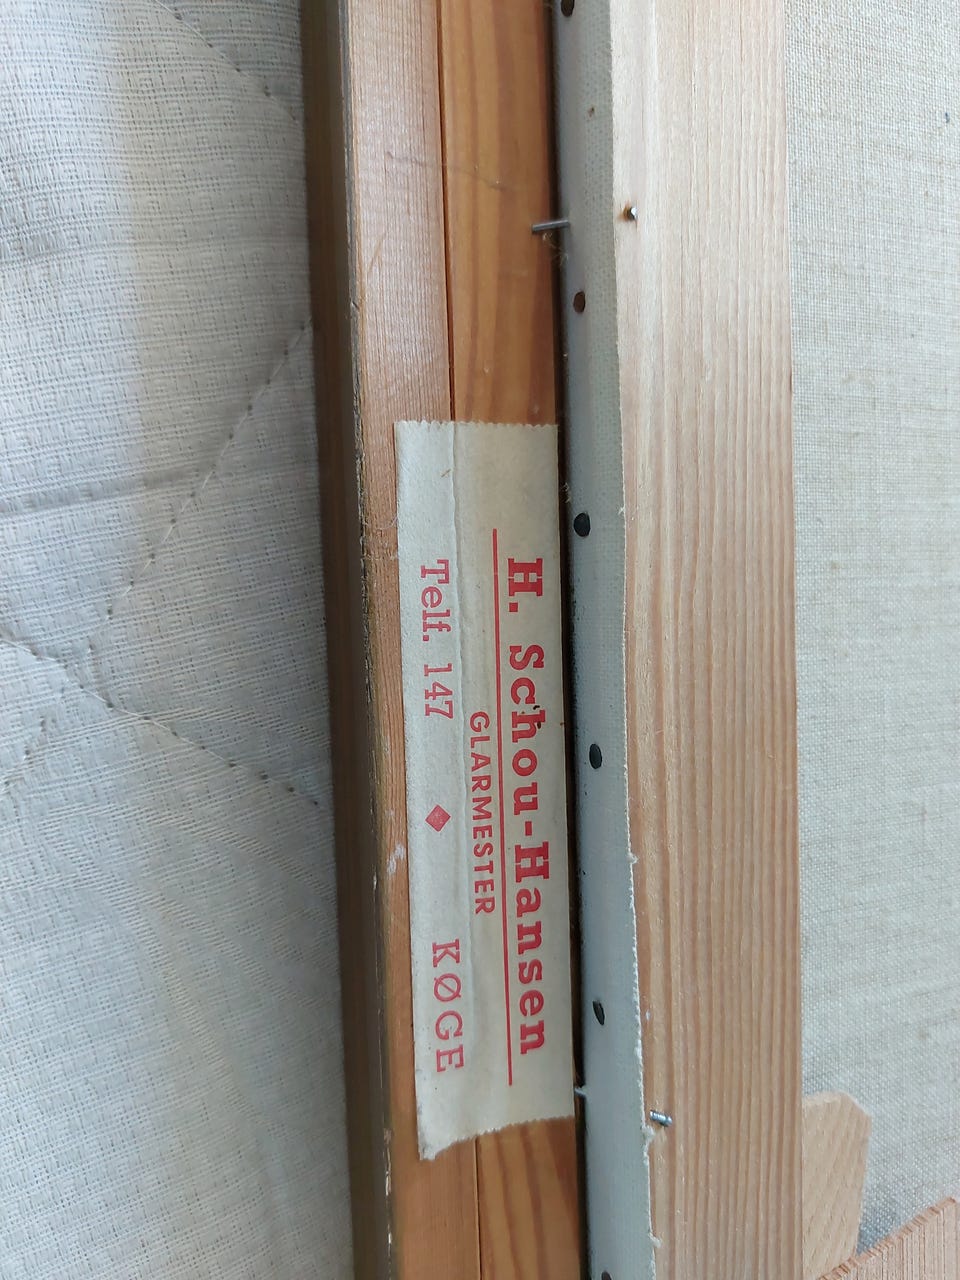 H. Schou-Hansen
GLARMESTER
Telf. 147 ◆ KØGE